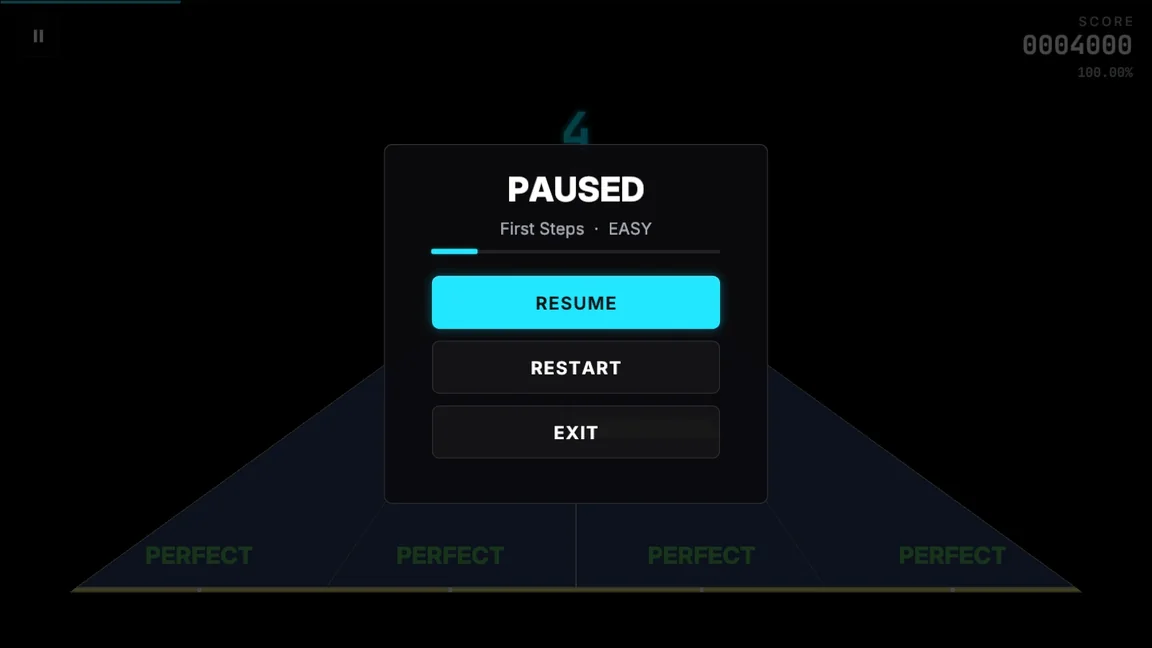 SCORE
0004000
100.00%
4
PAUSED
First Steps · EASY
RESUME
RESTART
EXIT
PERFECT PERFECT PERFECT PERFECT